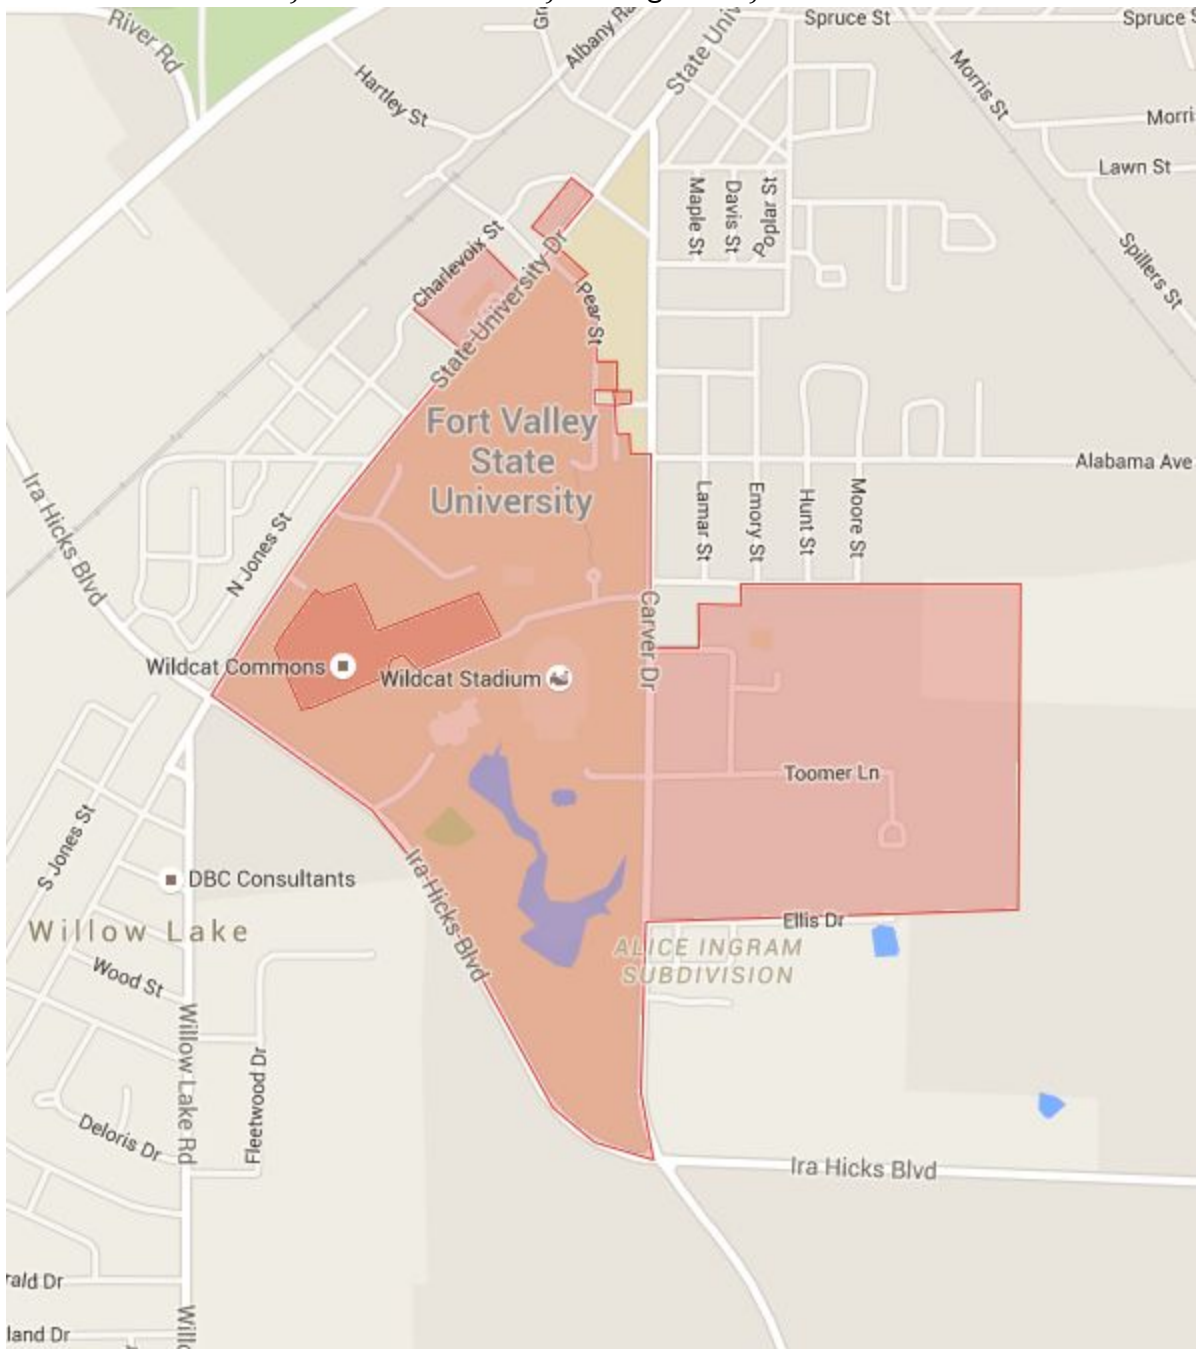 Spruce St
Spruce S
River Rd
Albany Ra
State Univ
Hartley St
Morris St
Morri
Lawn St
Maple St
Davis St
Poplar St
Spillers St
Charlevoix St
State University Dr
Pear St
Fort Valley
State
University
Alabama Ave
Ira Hicks Blvd
N Jones St
Lamar St
Emory St
Hunt St
Moore St
Carver Dr
Wildcat Commons
Wildcat Stadium
Toomer Ln
S Jones St
Ira Hicks Blvd
DBC Consultants
Willow Lake
Ellis Dr
ALICE INGRAM
SUBDIVISION
Wood St
Willow Lake Rd
Fleetwood Dr
Deloris Dr
Ira Hicks Blvd
rald Dr
land Dr
Willo